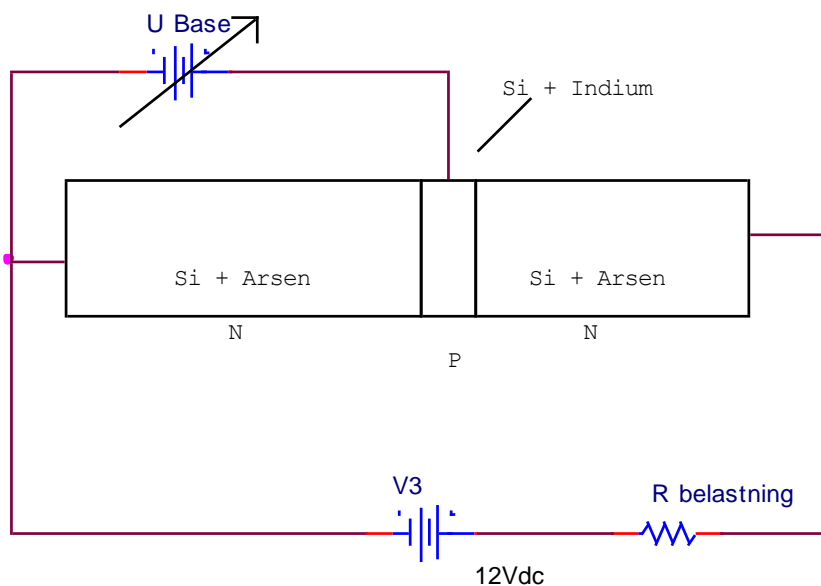 U Base
Si + Indium
Si + Arsen
Si + Arsen
N
N
P
V3
R belastning
12Vdc